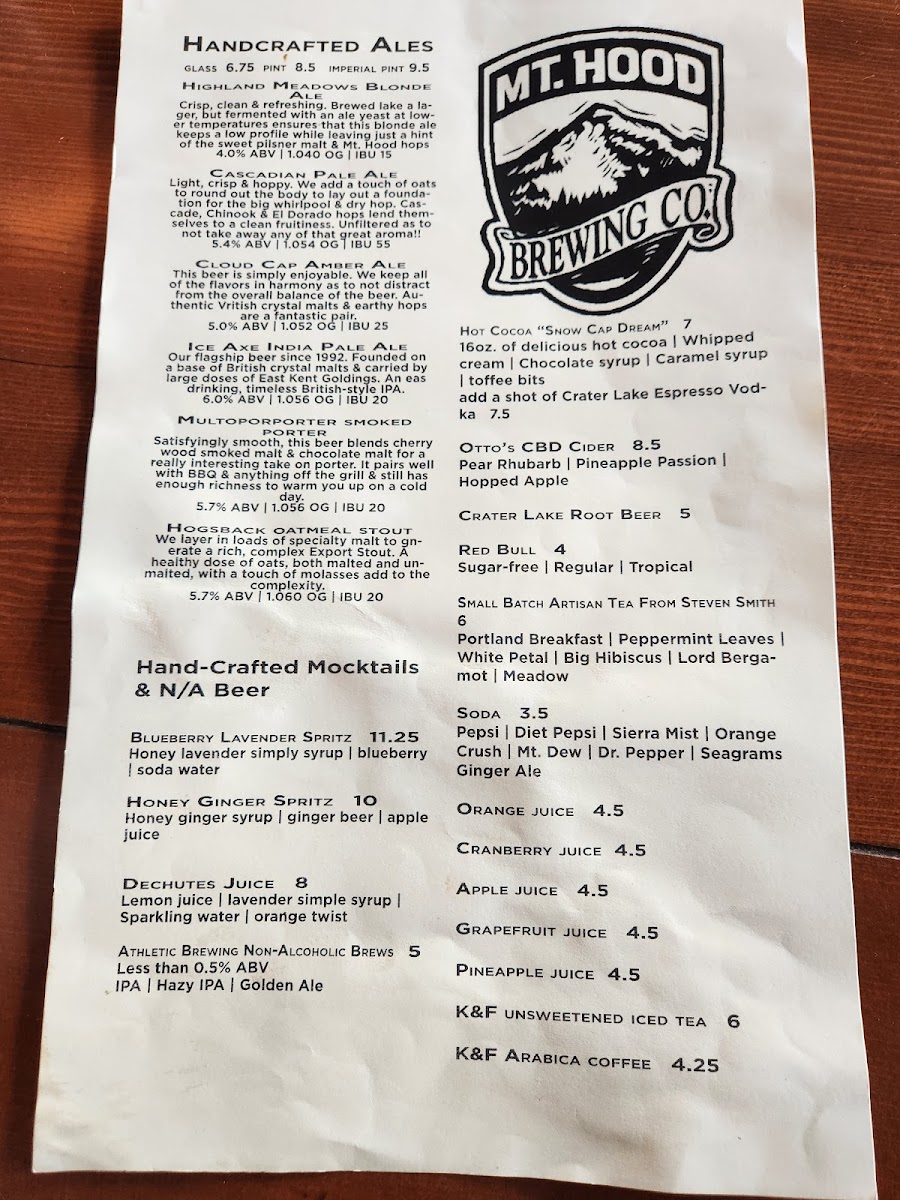 HANDCRAFTED ALES
GLASS 6.75 PINT 8.5 IMPERIAL PINT 9.5
HIGHLAND MEADOWS BLONDE
ALE
Crisp, clean & refreshing. Brewed lake a la-
ger, but fermented with an ale yeast at low-
er temperatures ensures that this blonde ale
keeps a low profile while leaving just a hint
of the sweet pilsner malt & Mt. Hood hops
4.0% ABV | 1.040 OG | IBU 15
CASCADIAN PALE ALE
Light, crisp & hoppy. We add a touch of oats
to round out the body to lay out a founda-
tion for the big whirlpool & dry hop. Cas-
cade, Chinook & El Dorado hops lend them-
selves to a clean fruitiness. Unfiltered as to
not take away any of that great aroma!!
5.4% ABV | 1.054 OG | IBU 55
CLOUD CAP AMBER ALE
This beer is simply enjoyable. We keep all
of the flavors in harmony as to not distract
from the overall balance of the beer. Au-
thentic Vritish crystal malts & earthy hops
are a fantastic pair.
5.0% ABV | 1.052 OG | IBU 25
ICE AXE INDIA PALE ALE
Our flagship beer since 1992. Founded on
a base of British crystal malts & carried by
large doses of East Kent Goldings. An eas
drinking, timeless British-style IPA.
6.0% ABV | 1.056 OG | IBU 20
MULTOPORPORTER SMOKED
PORTER
Satisfyingly smooth, this beer blends cherry
wood smoked malt & chocolate malt for a
really interesting take on porter. It pairs well
with BBQ & anything off the grill & still has
enough richness to warm you up on a cold
day.
5.7% ABV | 1.056 OG | IBU 20
HOGSBACK OATMEAL STOUT
We layer in loads of specialty malt to gn-
erate a rich, complex Export Stout. A
healthy dose of oats, both malted and un-
malted, with a touch of molasses add to the
complexity.
5.7% ABV | 1.060 OG | IBU 20
Hand-Crafted Mocktails
& N/A Beer
BLUEBERRY LAVENDER SPRITZ 11.25
Honey lavender simply syrup | blueberry
| soda water
HONEY GINGER SPRITZ 10
Honey ginger syrup | ginger beer | apple
juice
DECHUTES JUICE 8
Lemon juice | lavender simple syrup |
Sparkling water | orange twist
ATHLETIC BREWING NON-ALCOHOLIC BREWS 5
Less than 0.5% ABV
IPA | Hazy IPA | Golden Ale
MT. HOOD
BREWING CO.
HOT COCOA "SNOW CAP DREAM" 7
16oz. of delicious hot cocoa | Whipped
cream | Chocolate syrup | Caramel syrup
| toffee bits
add a shot of Crater Lake Espresso Vod-
ka 7.5
OTTO'S CBD CIDER 8.5
Pear Rhubarb | Pineapple Passion |
Hopped Apple
CRATER LAKE ROOT BEER 5
RED BULL 4
Sugar-free | Regular | Tropical
SMALL BATCH ARTISAN TEA FROM STEVEN SMITH
6
Portland Breakfast | Peppermint Leaves |
White Petal | Big Hibiscus | Lord Berga-
mot | Meadow
SODA 3.5
Pepsi | Diet Pepsi | Sierra Mist | Orange
Crush | Mt. Dew | Dr. Pepper | Seagrams
Ginger Ale
ORANGE JUICE 4.5
CRANBERRY JUICE 4.5
APPLE JUICE 4.5
GRAPEFRUIT JUICE 4.5
PINEAPPLE JUICE 4.5
K&F UNSWEETENED ICED TEA 6
K&F ARABICA COFFEE 4.25